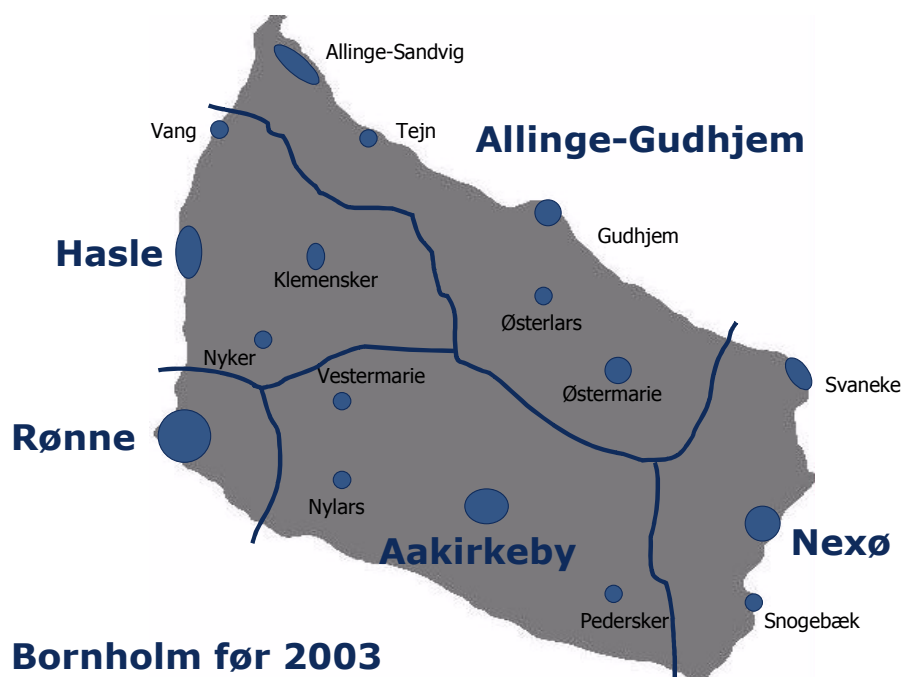 Allinge-Sandvig
Vang
Tejn
Allinge-Gudhjem
Gudhjem
Hasle
Klemensker
Østerlars
Nyker
Vestermarie
Østermarie
Svaneke
Rønne
Nylars
Aakirkeby
Nexø
Pedersker
Snogebæk
Bornholm før 2003